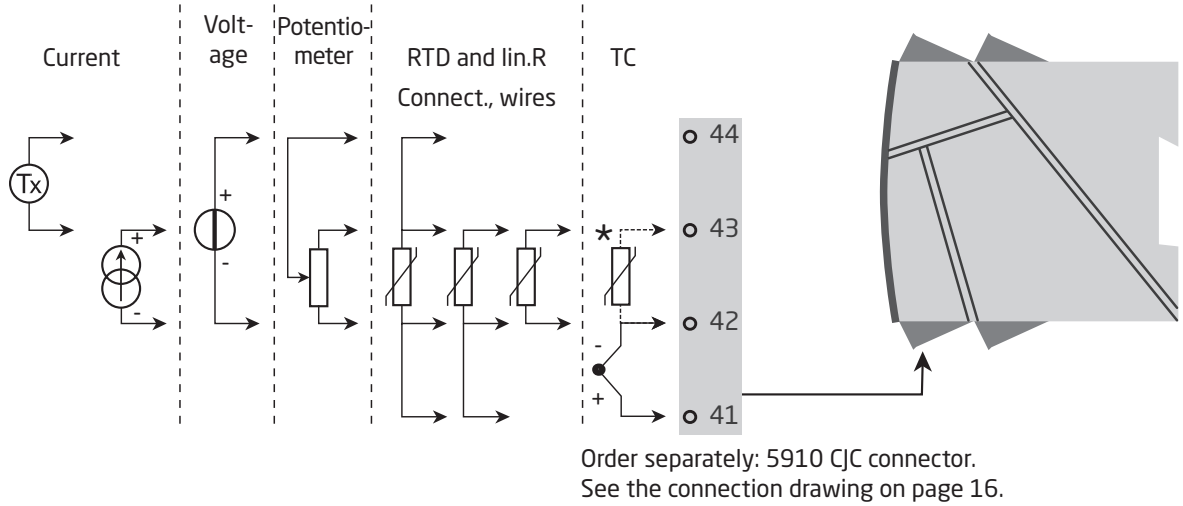 Current
Volt-
age
Potentio-
meter
RTD and lin.R
Connect., wires
TC
Tx
+
-
+
-
*
-
+
44
43
42
41
Order separately: 5910 CJC connector.
See the connection drawing on page 16.